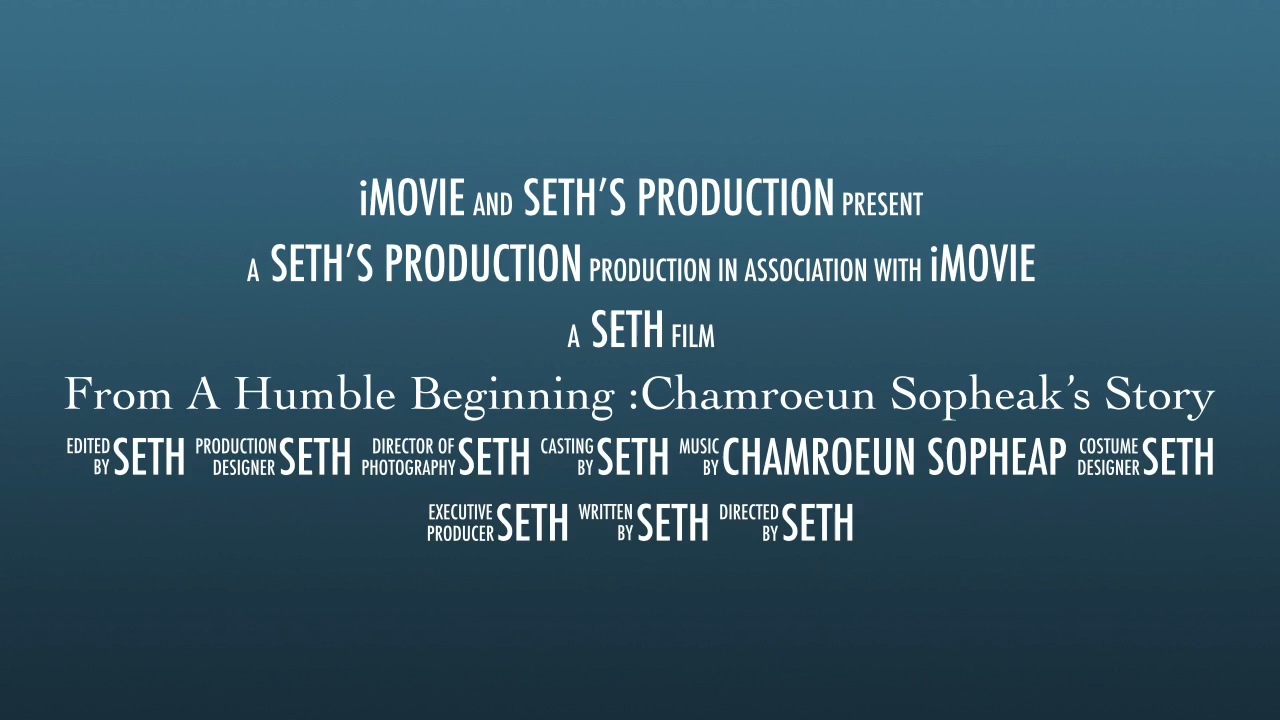 iMOVIE AND SETH'S PRODUCTION PRESENT
A SETH'S PRODUCTION PRODUCTION IN ASSOCIATION WITH iMOVIE
A SETH FILM
From A Humble Beginning :Chamroeun Sopheak's Story
EDITED BY SETH PRODUCTION DESIGNER SETH DIRECTOR OF PHOTOGRAPHY SETH CASTING BY SETH MUSIC BY CHAMROEUN SOPHEAP COSTUME DESIGNER SETH
EXECUTIVE PRODUCER SETH WRITTEN BY SETH DIRECTED BY SETH